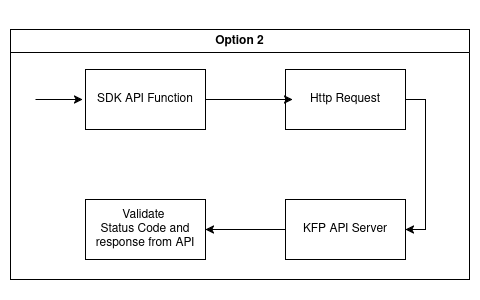 Option 2
SDK API Function
Http Request
Validate
Status Code and
response from API
KFP API Server